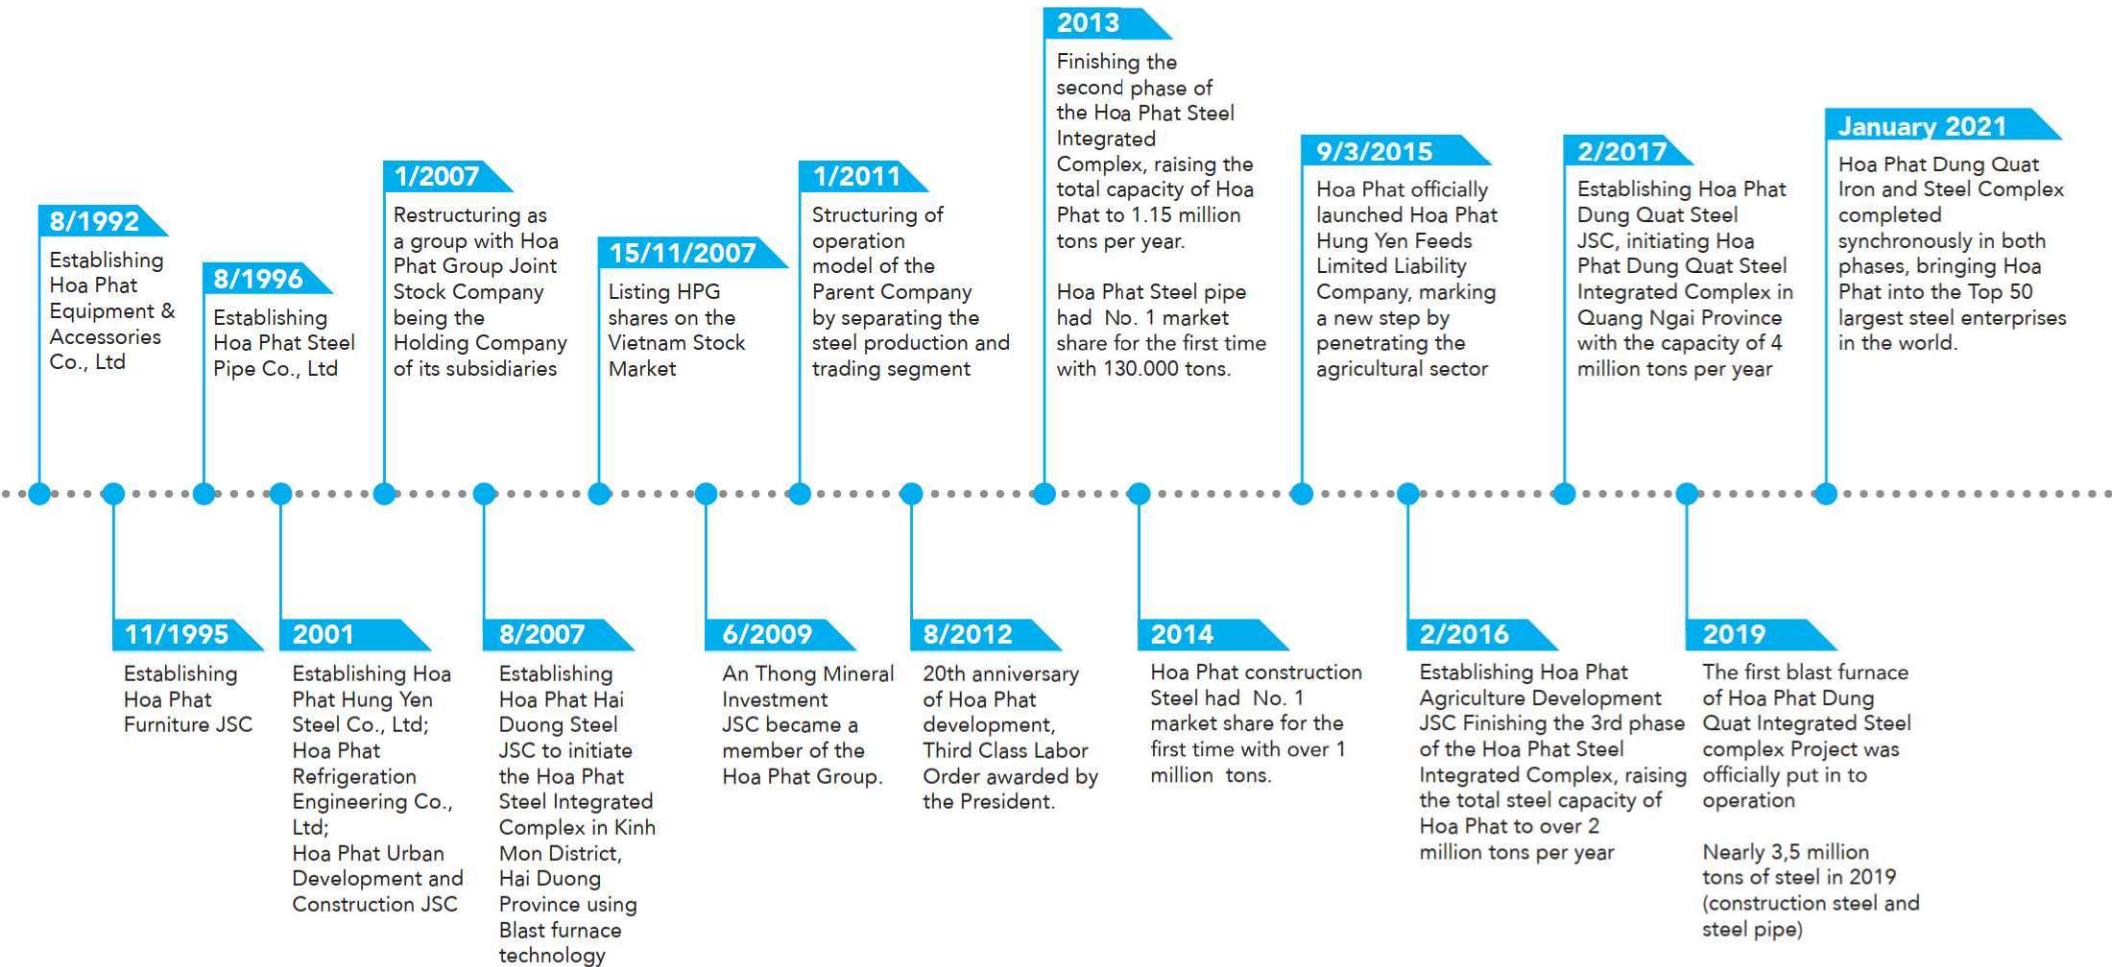 8/1992
Establishing
Hoa Phat
Equipment &
Accessories
Co., Ltd
11/1995
Establishing
Hoa Phat
Furniture JSC
8/1996
Establishing
Hoa Phat Steel
Pipe Co., Ltd
2001
Establishing Hoa
Phat Hung Yen
Steel Co., Ltd;
Hoa Phat
Refrigeration
Engineering Co.,
Ltd;
Hoa Phat Urban
Development and
Construction JSC
1/2007
Restructuring as
a group with Hoa
Phat Group Joint
Stock Company
being the
Holding Company
of its subsidiaries
8/2007
Establishing
Hoa Phat Hai
Duong Steel
JSC to initiate
the Hoa Phat
Steel Integrated
Complex in Kinh
Mon District,
Hai Duong
Province using
Blast furnace
technology
15/11/2007
Listing HPG
shares on the
Vietnam Stock
Market
6/2009
An Thong Mineral
Investment
JSC became a
member of the
Hoa Phat Group.
1/2011
Structuring of
operation
model of the
Parent Company
by separating the
steel production and
trading segment
8/2012
20th anniversary
of Hoa Phat
development,
Third Class Labor
Order awarded by
the President.
2013
Finishing the
second phase of
the Hoa Phat Steel
Integrated
Complex, raising the
total capacity of Hoa
Phat to 1.15 million
tons per year.
Hoa Phat Steel pipe
had No. 1 market
share for the first time
with 130.000 tons.
2014
Hoa Phat construction
Steel had No. 1
market share for the
first time with over 1
million tons.
9/3/2015
Hoa Phat officially
launched Hoa Phat
Hung Yen Feeds
Limited Liability
Company, marking
a new step by
penetrating the
agricultural sector
2/2016
Establishing Hoa Phat
Agriculture Development
JSC Finishing the 3rd phase
of the Hoa Phat Steel
Integrated Complex, raising
the total steel capacity of
Hoa Phat to over 2
million tons per year
2/2017
Establishing Hoa Phat
Dung Quat Steel
JSC, initiating Hoa
Phat Dung Quat Steel
Integrated Complex in
Quang Ngai Province
with the capacity of 4
million tons per year
2019
The first blast furnace
of Hoa Phat Dung
Quat Integrated Steel
complex Project was
officially put in to
operation
Nearly 3,5 million
tons of steel in 2019
(construction steel and
steel pipe)
January 2021
Hoa Phat Dung Quat
Iron and Steel Complex
completed
synchronously in both
phases, bringing Hoa
Phat into the Top 50
largest steel enterprises
in the world.